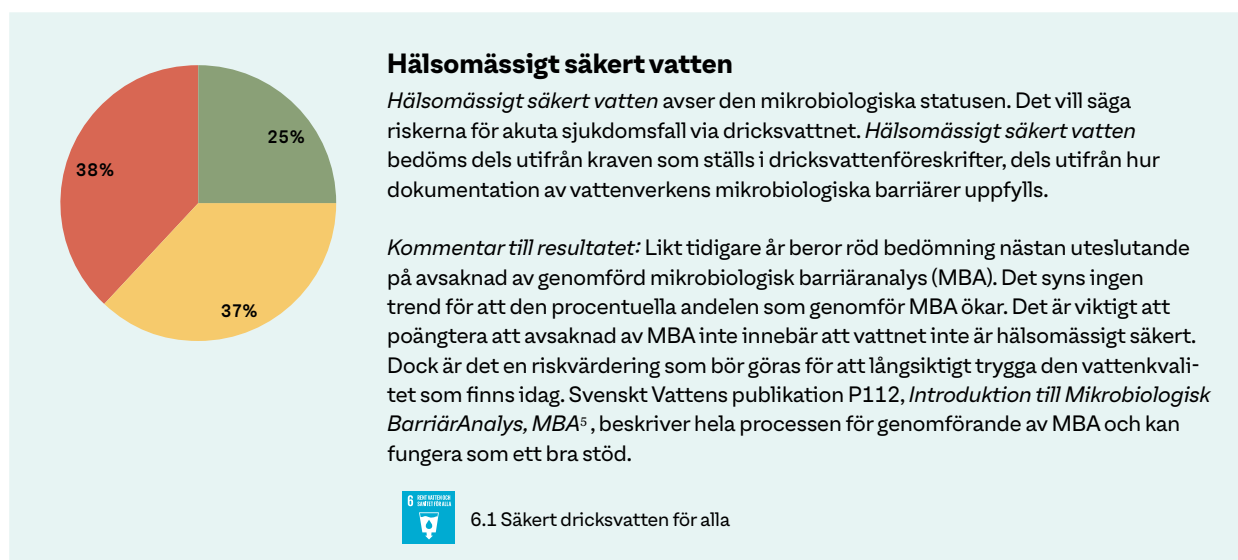 Hälsomässigt säkert vatten
Hälsomässigt säkert vatten avser den mikrobiologiska statusen. Det vill säga
riskerna för akuta sjukdomsfall via dricksvattnet. Hälsomässigt säkert vatten
bedöms dels utifrån kraven som ställs i dricksvattenföreskrifter, dels utifrån hur
dokumentation av vattenverkens mikrobiologiska barriärer uppfylls.
25%
38%
37%
Kommentar till resultatet: Likt tidigare år beror röd bedömning nästan uteslutande
på avsaknad av genomförd mikrobiologisk barriäranalys (MBA). Det syns ingen
trend för att den procentuella andelen som genomför MBA ökar. Det är viktigt att
poängtera att avsaknad av MBA inte innebär att vattnet inte är hälsomässigt säkert.
Dock är det en riskvärdering som bör göras för att långsiktigt trygga den vattenkvali-
tet som finns idag. Svenskt Vattens publikation P112, Introduktion till Mikrobiologisk
BarriärAnalys, MBA⁵ , beskriver hela processen för genomförande av MBA och kan
fungera som ett bra stöd.
6 RENT VATTEN OCH
SANITET FÖR ALLA
6.1 Säkert dricksvatten för alla